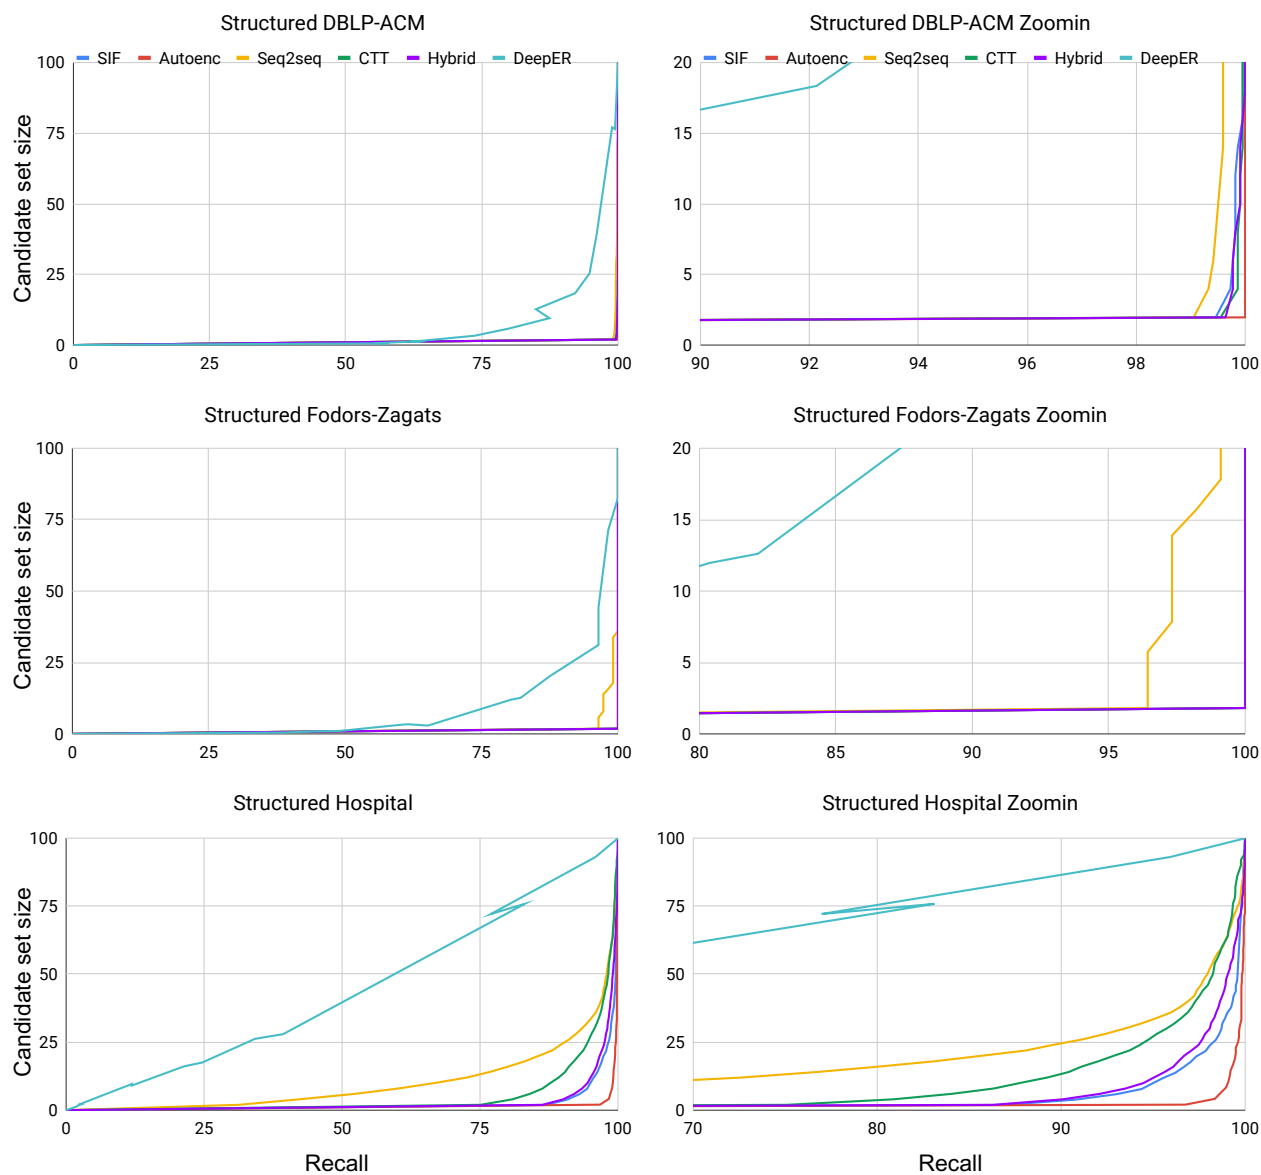 Structured DBLP-ACM
SIF Autoenc Seq2seq CTT Hybrid DeepER
Candidate set size
100
75
50
25
0
0 25 50 75 100
Structured DBLP-ACM Zoomin
SIF Autoenc Seq2seq CTT Hybrid DeepER
20
15
10
5
0
90 92 94 96 98 100
Structured Fodors-Zagats
Candidate set size
100
75
50
25
0
0 25 50 75 100
Structured Fodors-Zagats Zoomin
20
15
10
5
0
80 85 90 95 100
Structured Hospital
Candidate set size
100
75
50
25
0
0 25 50 75 100
Recall
Structured Hospital Zoomin
100
75
50
25
0
70 80 90 100
Recall